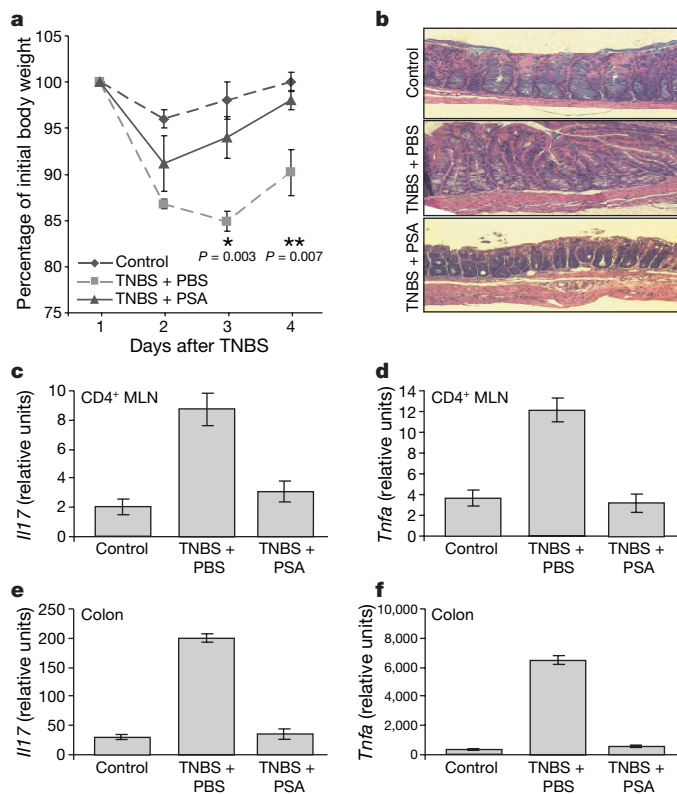 a
Percentage of initial body weight
105
100
95
90
85
80
75
* **
P = 0.003 P = 0.007
Control
TNBS + PBS
TNBS + PSA
1 2 3 4
Days after TNBS
b
Control
TNBS + PBS
TNBS + PSA
c
CD4⁺ MLN
Il17 (relative units)
10
8
6
4
2
0
Control
TNBS +
PBS
TNBS +
PSA
d
CD4⁺ MLN
Tnfa (relative units)
14
12
10
8
6
4
2
0
Control
TNBS +
PBS
TNBS +
PSA
e
Colon
Il17 (relative units)
250
200
150
100
50
0
Control
TNBS +
PBS
TNBS +
PSA
f
Colon
Tnfa (relative units)
10,000
8,000
6,000
4,000
2,000
0
Control
TNBS +
PBS
TNBS +
PSA